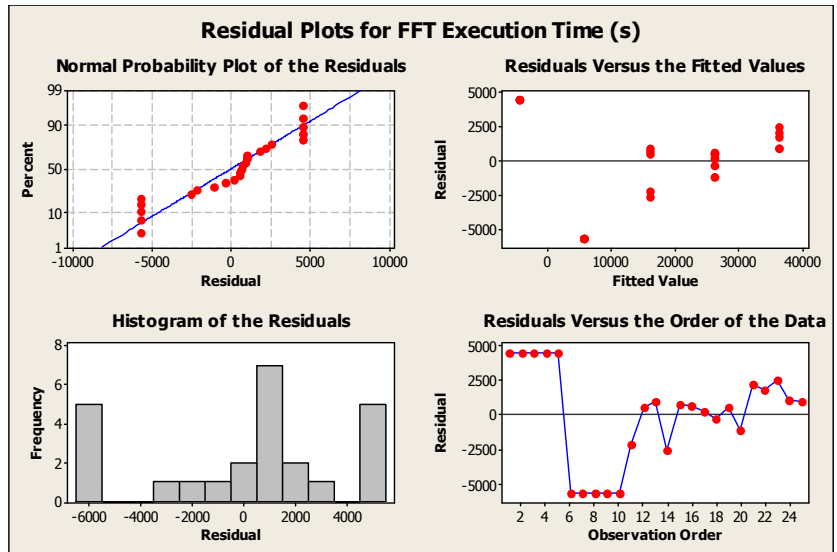 Residual Plots for FFT Execution Time (s)
Normal Probability Plot of the Residuals
99
90
50
10
1
Percent
-10000 -5000 0 5000 10000
Residual
Residuals Versus the Fitted Values
5000
2500
0
-2500
-5000
Residual
0 10000 20000 30000 40000
Fitted Value
Histogram of the Residuals
8
6
4
2
0
Frequency
-6000 -4000 -2000 0 2000 4000
Residual
Residuals Versus the Order of the Data
5000
2500
0
-2500
-5000
Residual
2 4 6 8 10 12 14 16 18 20 22 24
Observation Order